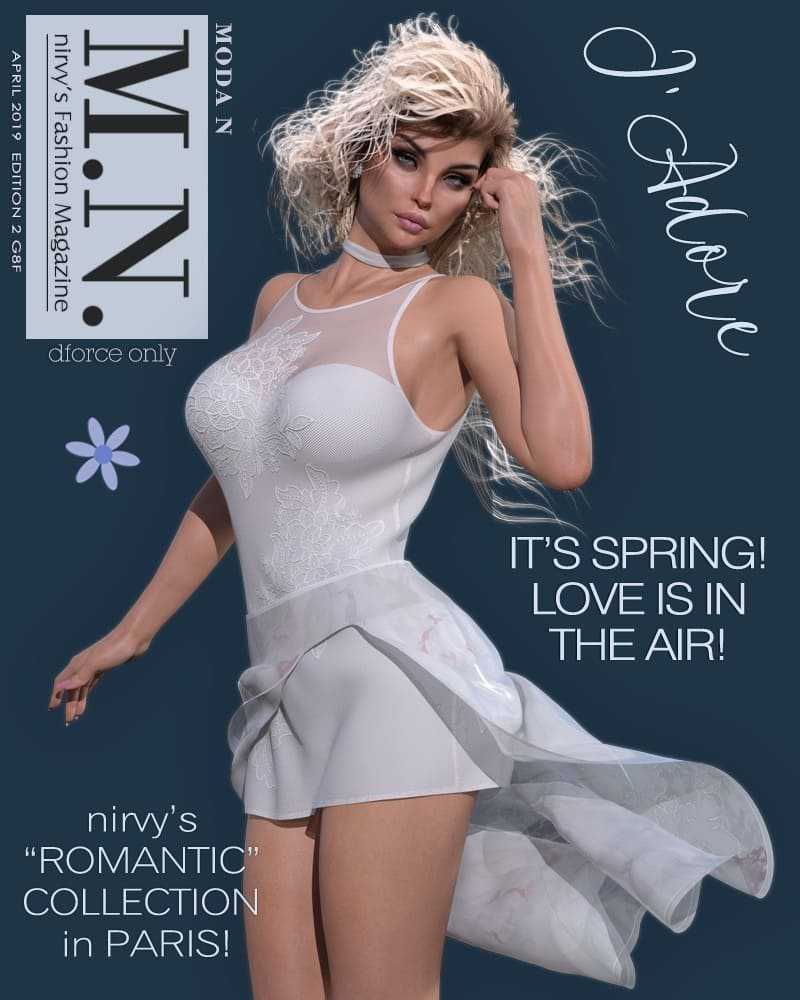 M.N.
nirvy's Fashion Magazine
APRIL 2019 EDITION 2 G8F
MODA N
dforce only
J'Adore
IT'S SPRING!
LOVE IS IN
THE AIR!
nirvy's
"ROMANTIC"
COLLECTION
in PARIS!